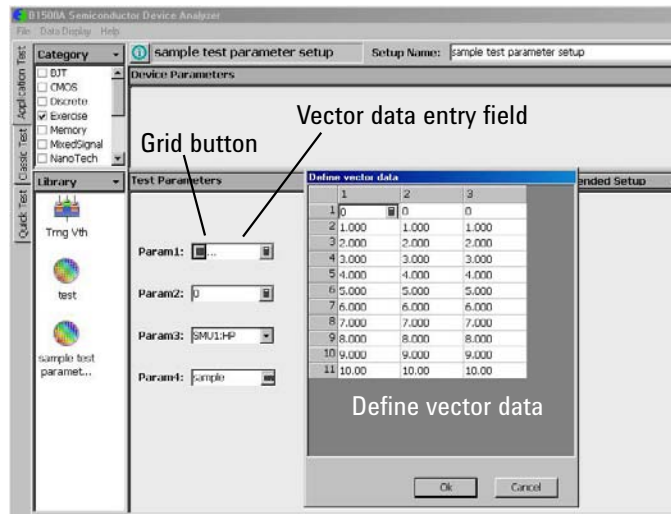 B1500A Semiconductor Device Analyzer
File Data Display Help
Quick Test Classic Test Application Test
Category
BJT
CMOS
Discrete
Exercise
Memory
MixedSignal
NanoTech
Library
Trng Vth
test
sample test
paramet...
sample test parameter setup
Setup Name: sample test parameter setup
Device Parameters
Vector data entry field
Grid button
Test Parameters
ended Setup
Param1: ...
Param2: 0
Param3: SMU1:HP
Param4: sample
Define vector data
1 2 3
1 0 0 0
2 1.000 1.000 1.000
3 2.000 2.000 2.000
4 3.000 3.000 3.000
5 4.000 4.000 4.000
6 5.000 5.000 5.000
7 6.000 6.000 6.000
8 7.000 7.000 7.000
9 8.000 8.000 8.000
10 9.000 9.000 9.000
11 10.00 10.00 10.00
Define vector data
Ok Cancel